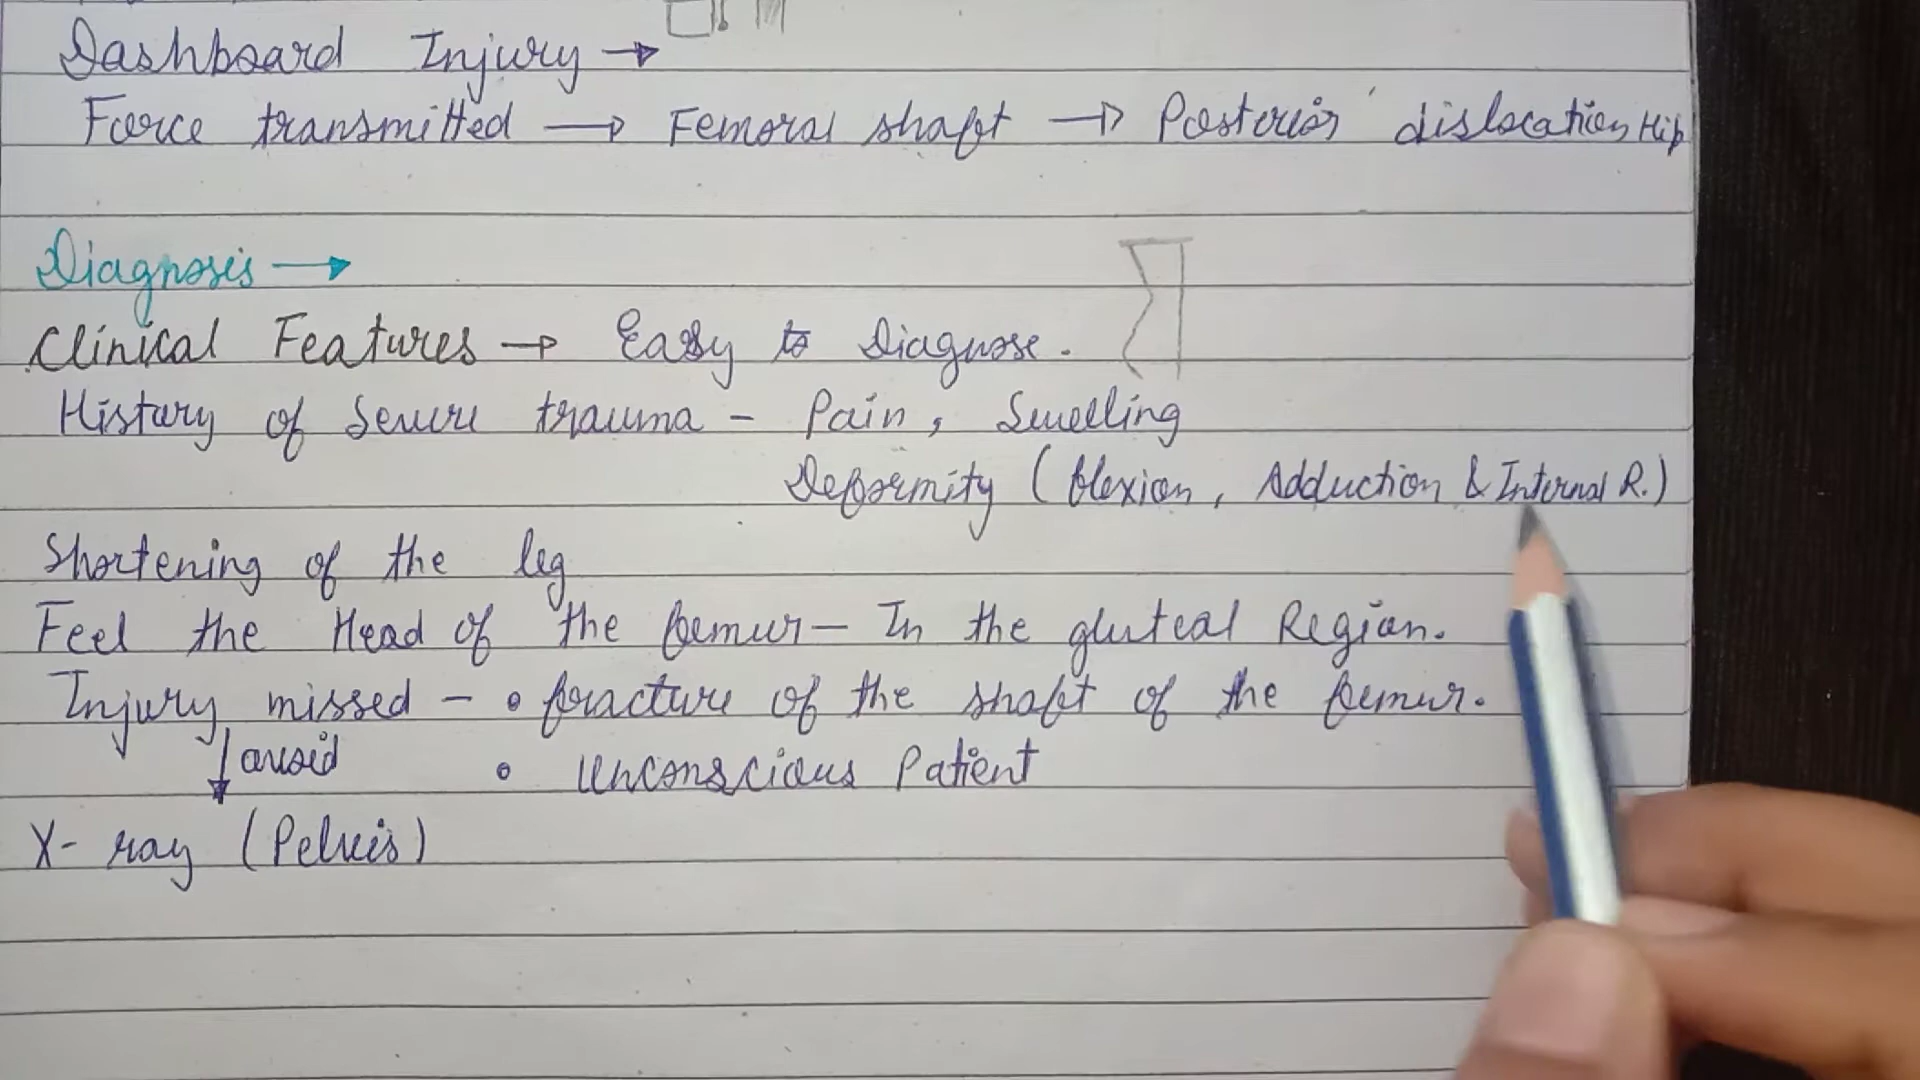 Dashboard Injury →
Force transmitted → Femoral shaft → Posterior dislocation Hip
Diagnosis →
Clinical Features → Easy to Diagnose.
History of Severe trauma - Pain, Swelling
Deformity (flexion, Adduction & Internal R.)
Shortening of the leg
Feel the Head of the femur - In the gluteal Region.
Injury missed - • fracture of the shaft of the femur.
↓ avoid • Unconscious Patient
X-ray (Pelvis)